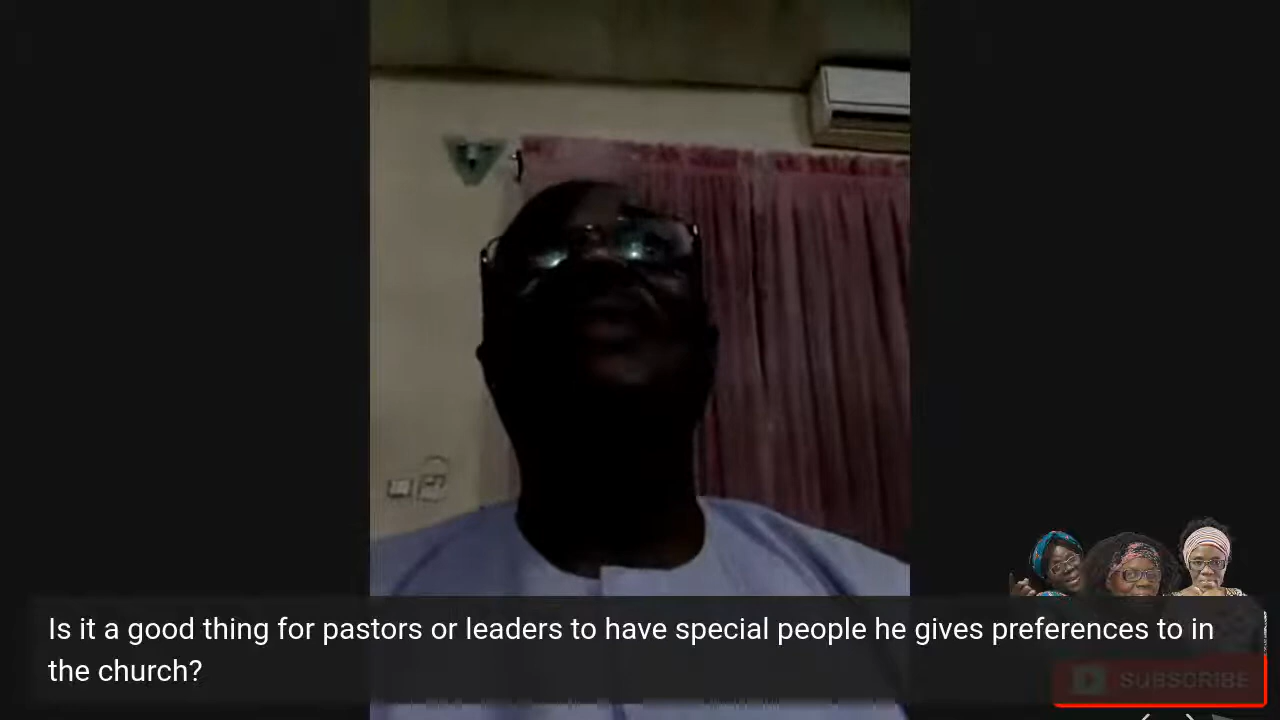 Is it a good thing for pastors or leaders to have special people he gives preferences to in
the church?
SUBSCRIBE